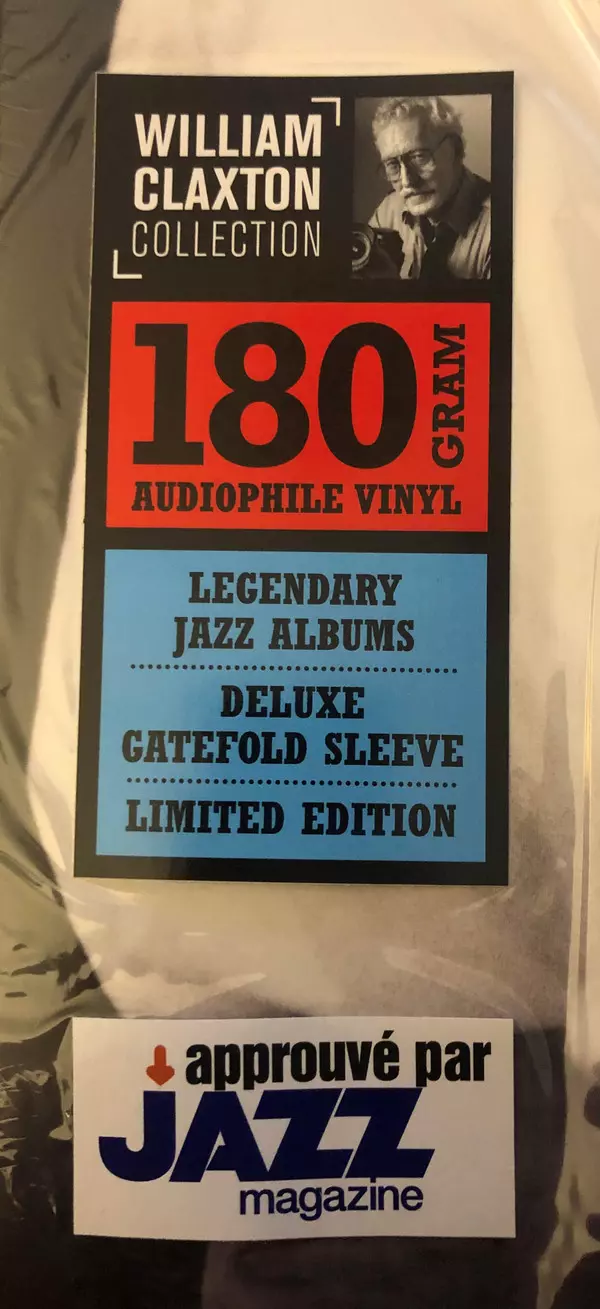 WILLIAM
CLAXTON
COLLECTION
180
GRAM
AUDIOPHILE VINYL
LEGENDARY
JAZZ ALBUMS
DELUXE
GATEFOLD SLEEVE
LIMITED EDITION
approuvé par
JAZZ
magazine